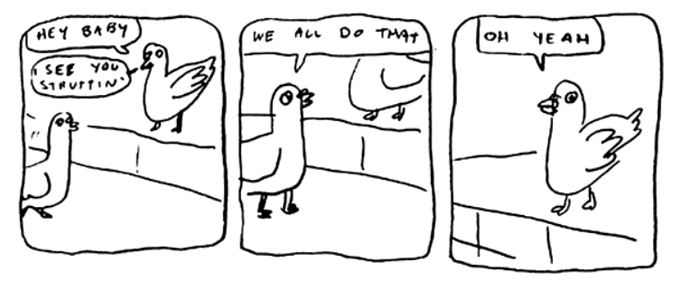 HEY BABY
I SEE YOU
STRUTTIN'
WE ALL DO THAT
OH YEAH